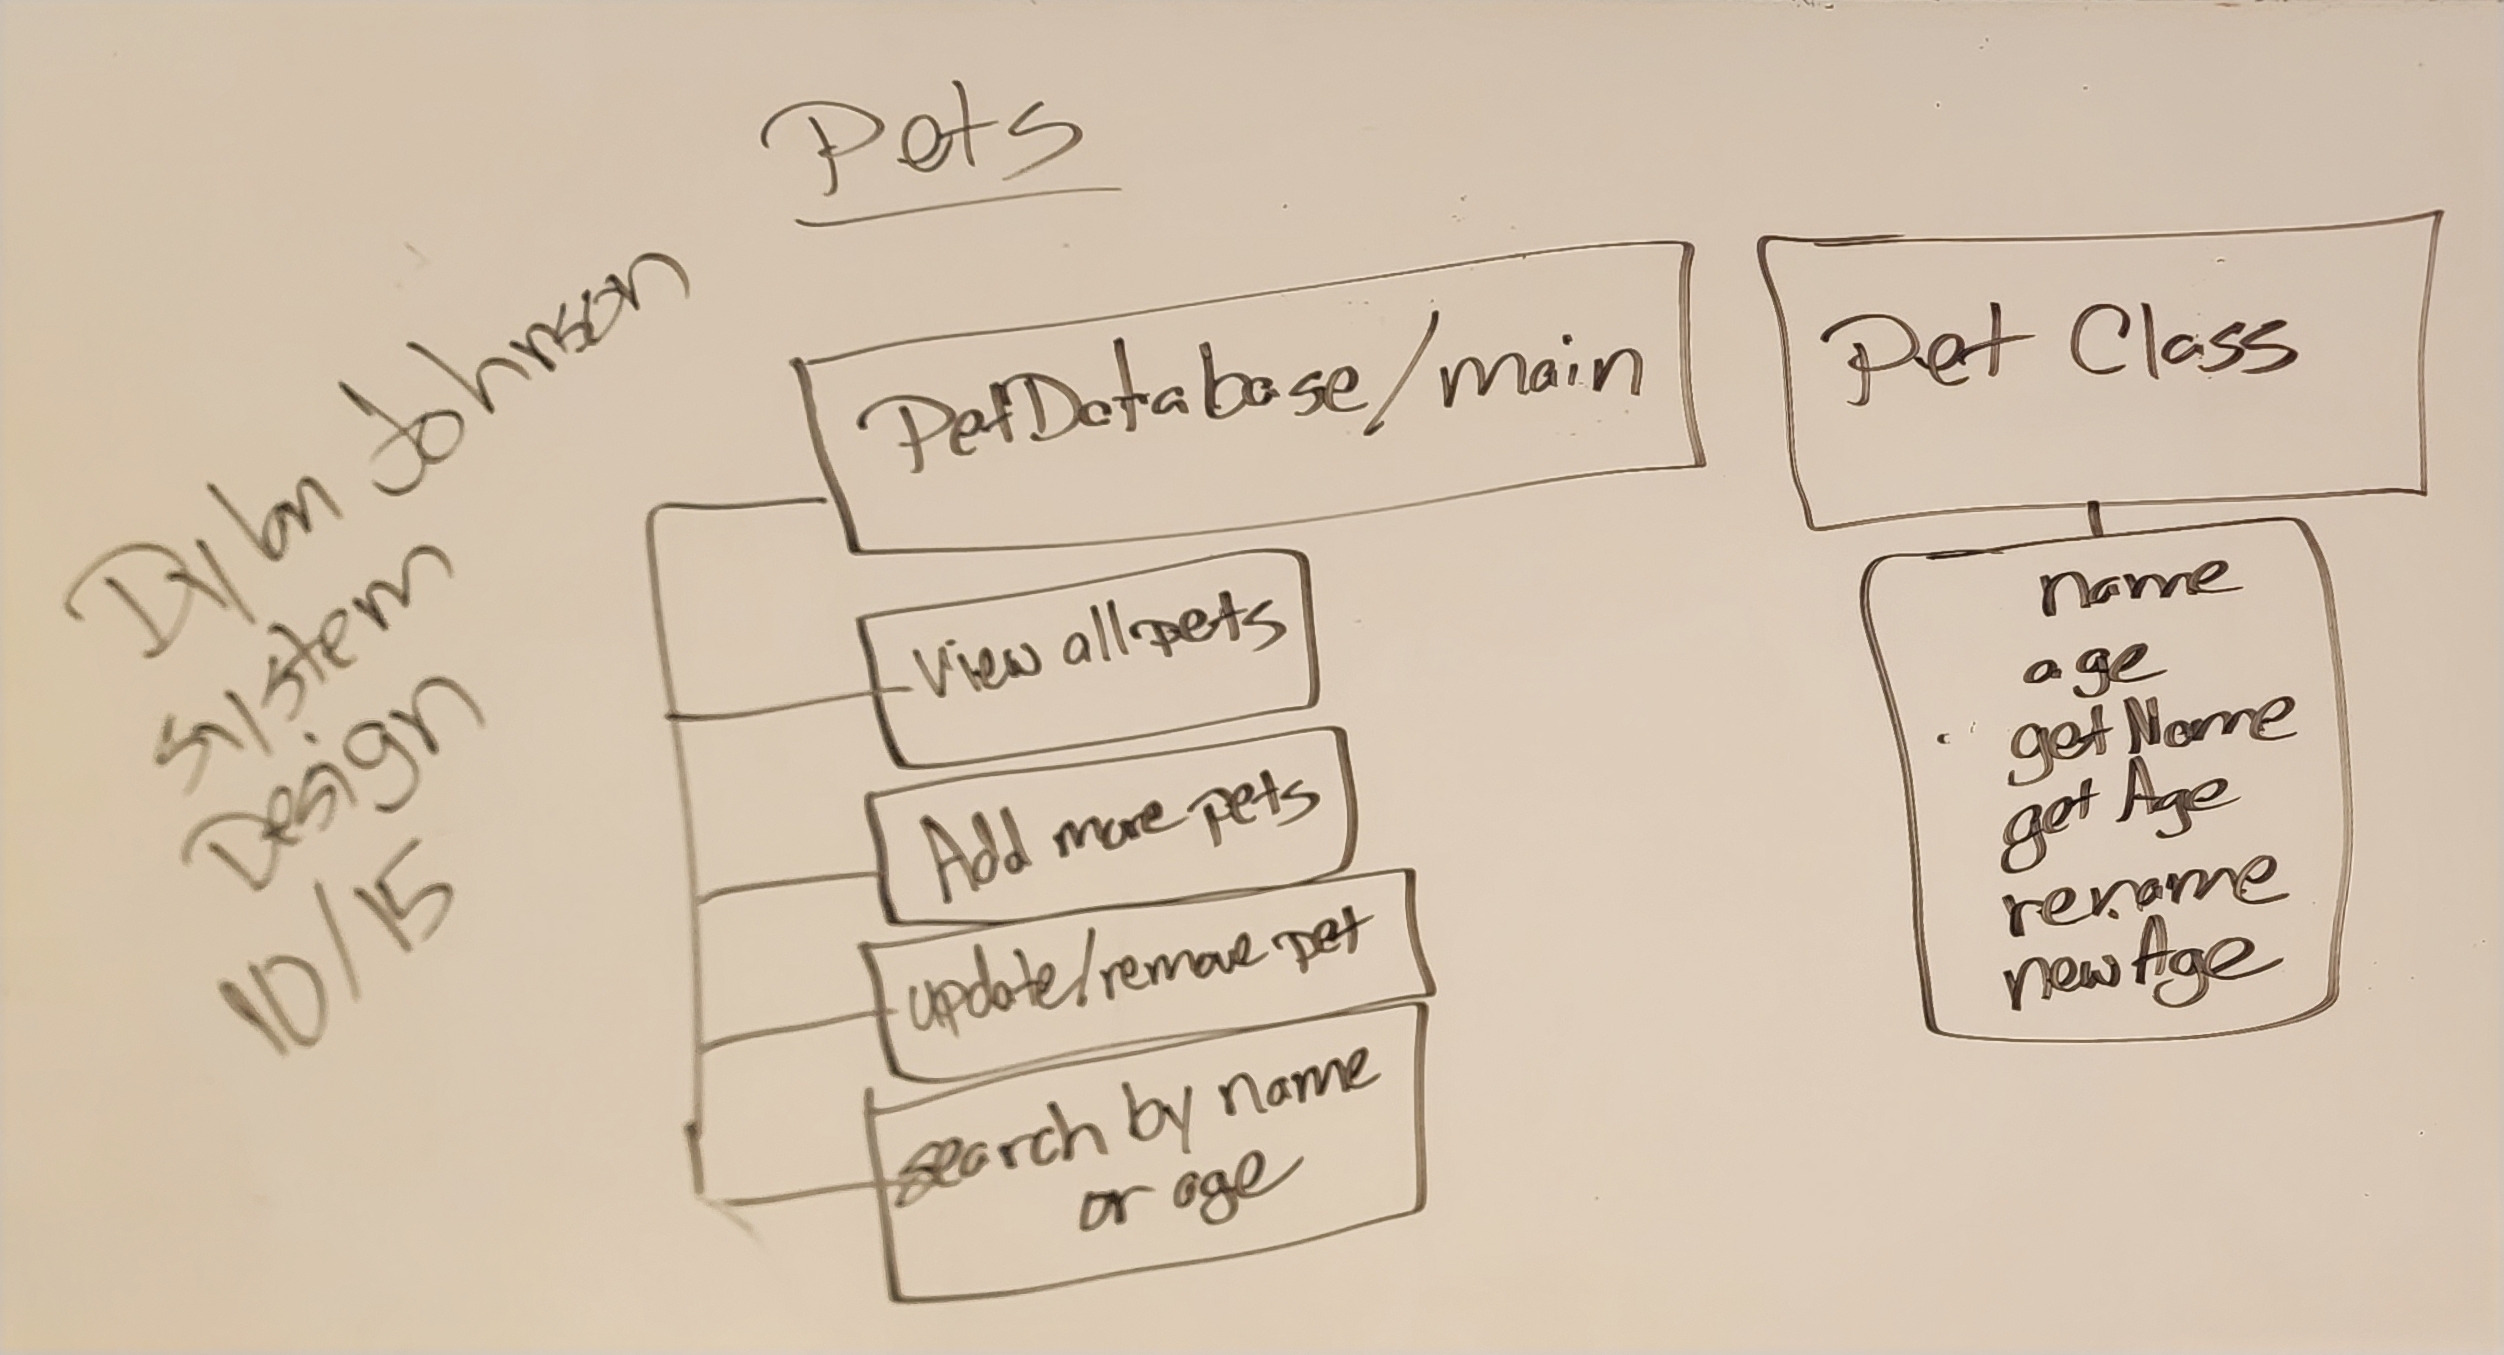 Pets
Dylan Johnson
System
Design
10/15
PetDatabase/main
View all pets
Add more pets
update/remove pet
search by name
or age
Pet Class
name
age
getName
getAge
rename
newAge